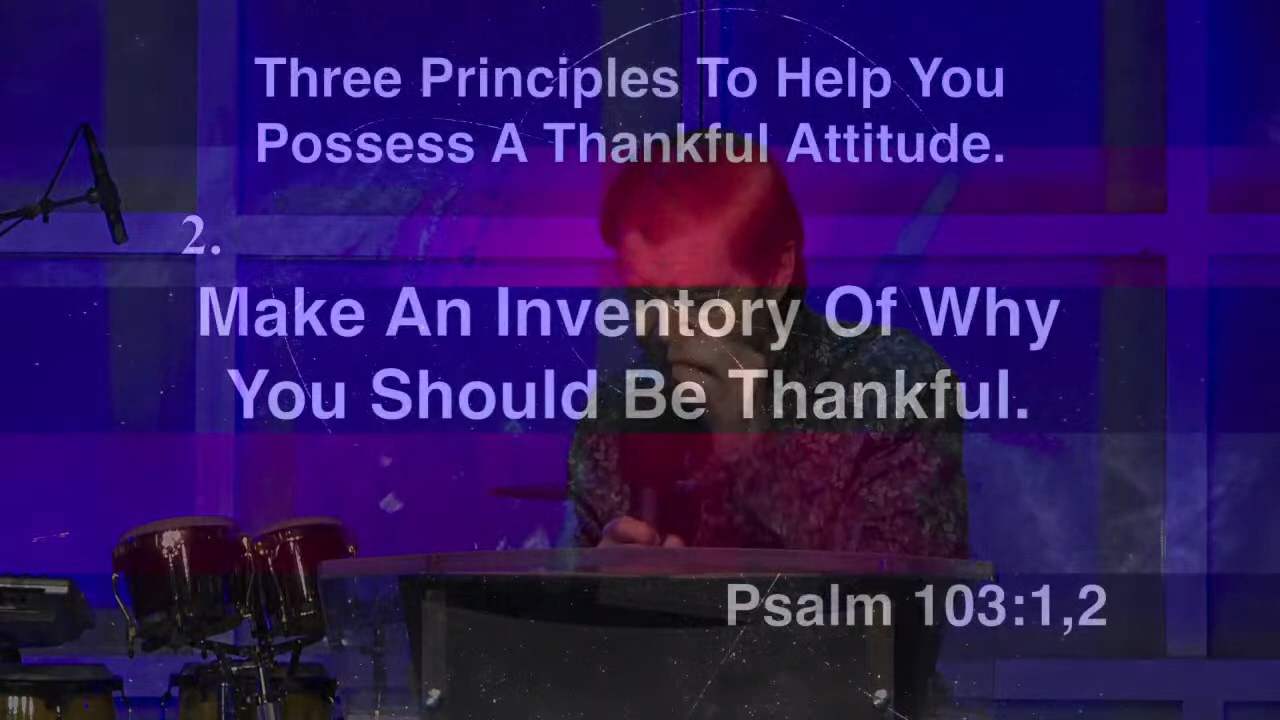 Three Principles To Help You
Possess A Thankful Attitude.
2.
Make An Inventory Of Why
You Should Be Thankful.
Psalm 103:1,2